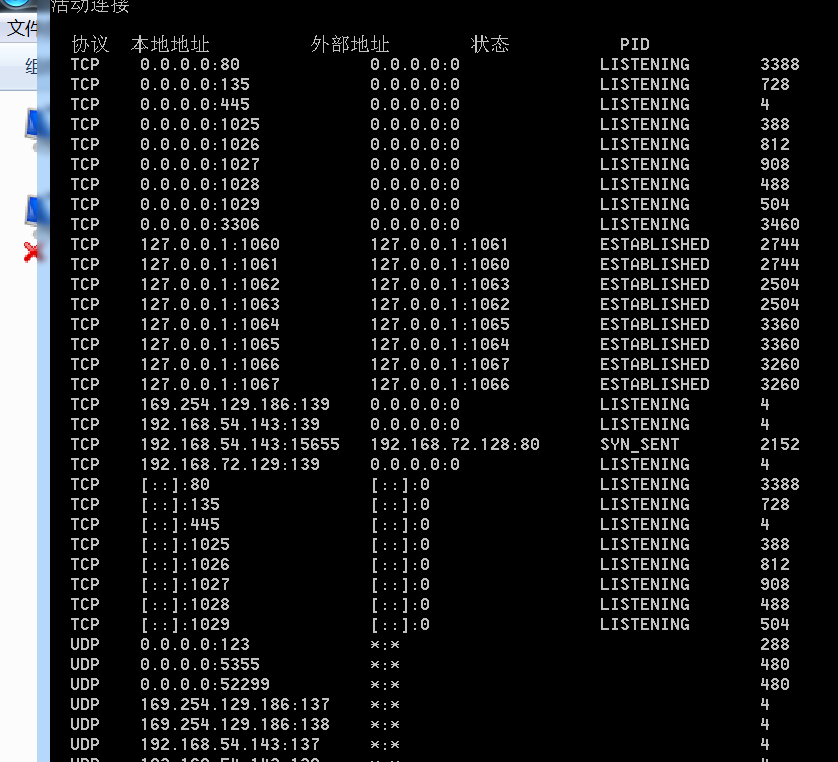 活动连接
文件
组
协议 本地地址 外部地址 状态 PID
TCP 0.0.0.0:80 0.0.0.0:0 LISTENING 3388
TCP 0.0.0.0:135 0.0.0.0:0 LISTENING 728
TCP 0.0.0.0:445 0.0.0.0:0 LISTENING 4
TCP 0.0.0.0:1025 0.0.0.0:0 LISTENING 388
TCP 0.0.0.0:1026 0.0.0.0:0 LISTENING 812
TCP 0.0.0.0:1027 0.0.0.0:0 LISTENING 908
TCP 0.0.0.0:1028 0.0.0.0:0 LISTENING 488
TCP 0.0.0.0:1029 0.0.0.0:0 LISTENING 504
TCP 0.0.0.0:3306 0.0.0.0:0 LISTENING 3460
TCP 127.0.0.1:1060 127.0.0.1:1061 ESTABLISHED 2744
TCP 127.0.0.1:1061 127.0.0.1:1060 ESTABLISHED 2744
TCP 127.0.0.1:1062 127.0.0.1:1063 ESTABLISHED 2504
TCP 127.0.0.1:1063 127.0.0.1:1062 ESTABLISHED 2504
TCP 127.0.0.1:1064 127.0.0.1:1065 ESTABLISHED 3360
TCP 127.0.0.1:1065 127.0.0.1:1064 ESTABLISHED 3360
TCP 127.0.0.1:1066 127.0.0.1:1067 ESTABLISHED 3260
TCP 127.0.0.1:1067 127.0.0.1:1066 ESTABLISHED 3260
TCP 169.254.129.186:139 0.0.0.0:0 LISTENING 4
TCP 192.168.54.143:139 0.0.0.0:0 LISTENING 4
TCP 192.168.54.143:15655 192.168.72.128:80 SYN_SENT 2152
TCP 192.168.72.129:139 0.0.0.0:0 LISTENING 4
TCP [::]:80 [::]:0 LISTENING 3388
TCP [::]:135 [::]:0 LISTENING 728
TCP [::]:445 [::]:0 LISTENING 4
TCP [::]:1025 [::]:0 LISTENING 388
TCP [::]:1026 [::]:0 LISTENING 812
TCP [::]:1027 [::]:0 LISTENING 908
TCP [::]:1028 [::]:0 LISTENING 488
TCP [::]:1029 [::]:0 LISTENING 504
UDP 0.0.0.0:123 *:* 288
UDP 0.0.0.0:5355 *:* 480
UDP 0.0.0.0:52299 *:* 480
UDP 169.254.129.186:137 *:* 4
UDP 169.254.129.186:138 *:* 4
UDP 192.168.54.143:137 *:* 4